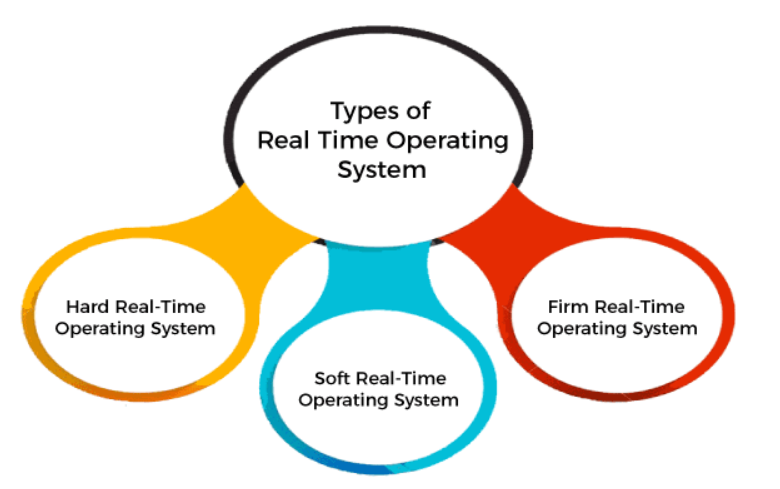 Types of
Real Time Operating
System
Hard Real-Time
Operating System
Soft Real-Time
Operating System
Firm Real-Time
Operating System